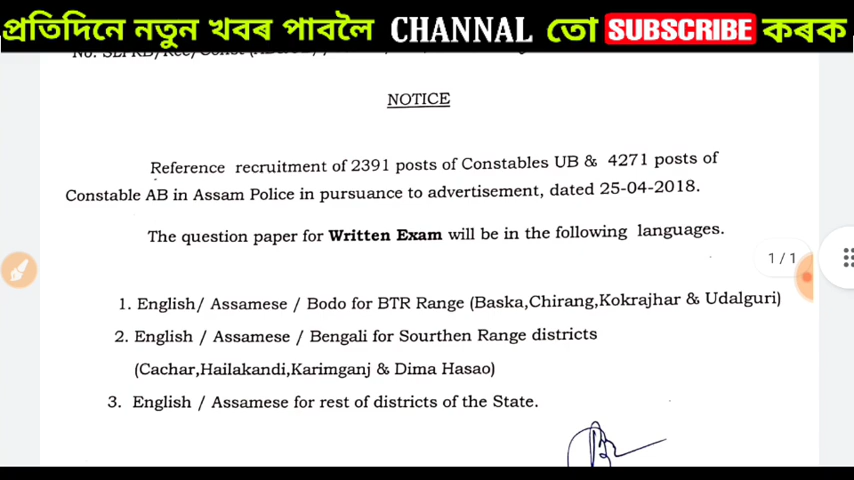 প্ৰতিদিনে নতুন খবৰ পাবলৈ CHANNAL তো SUBSCRIBE কৰক
NOTICE
Reference recruitment of 2391 posts of Constables UB & 4271 posts of
Constable AB in Assam Police in pursuance to advertisement, dated 25-04-2018.
The question paper for Written Exam will be in the following languages.
1 / 1
1. English/ Assamese / Bodo for BTR Range (Baska,Chirang,Kokrajhar & Udalguri)
2. English / Assamese / Bengali for Sourthen Range districts
(Cachar,Hailakandi,Karimganj & Dima Hasao)
3. English / Assamese for rest of districts of the State.